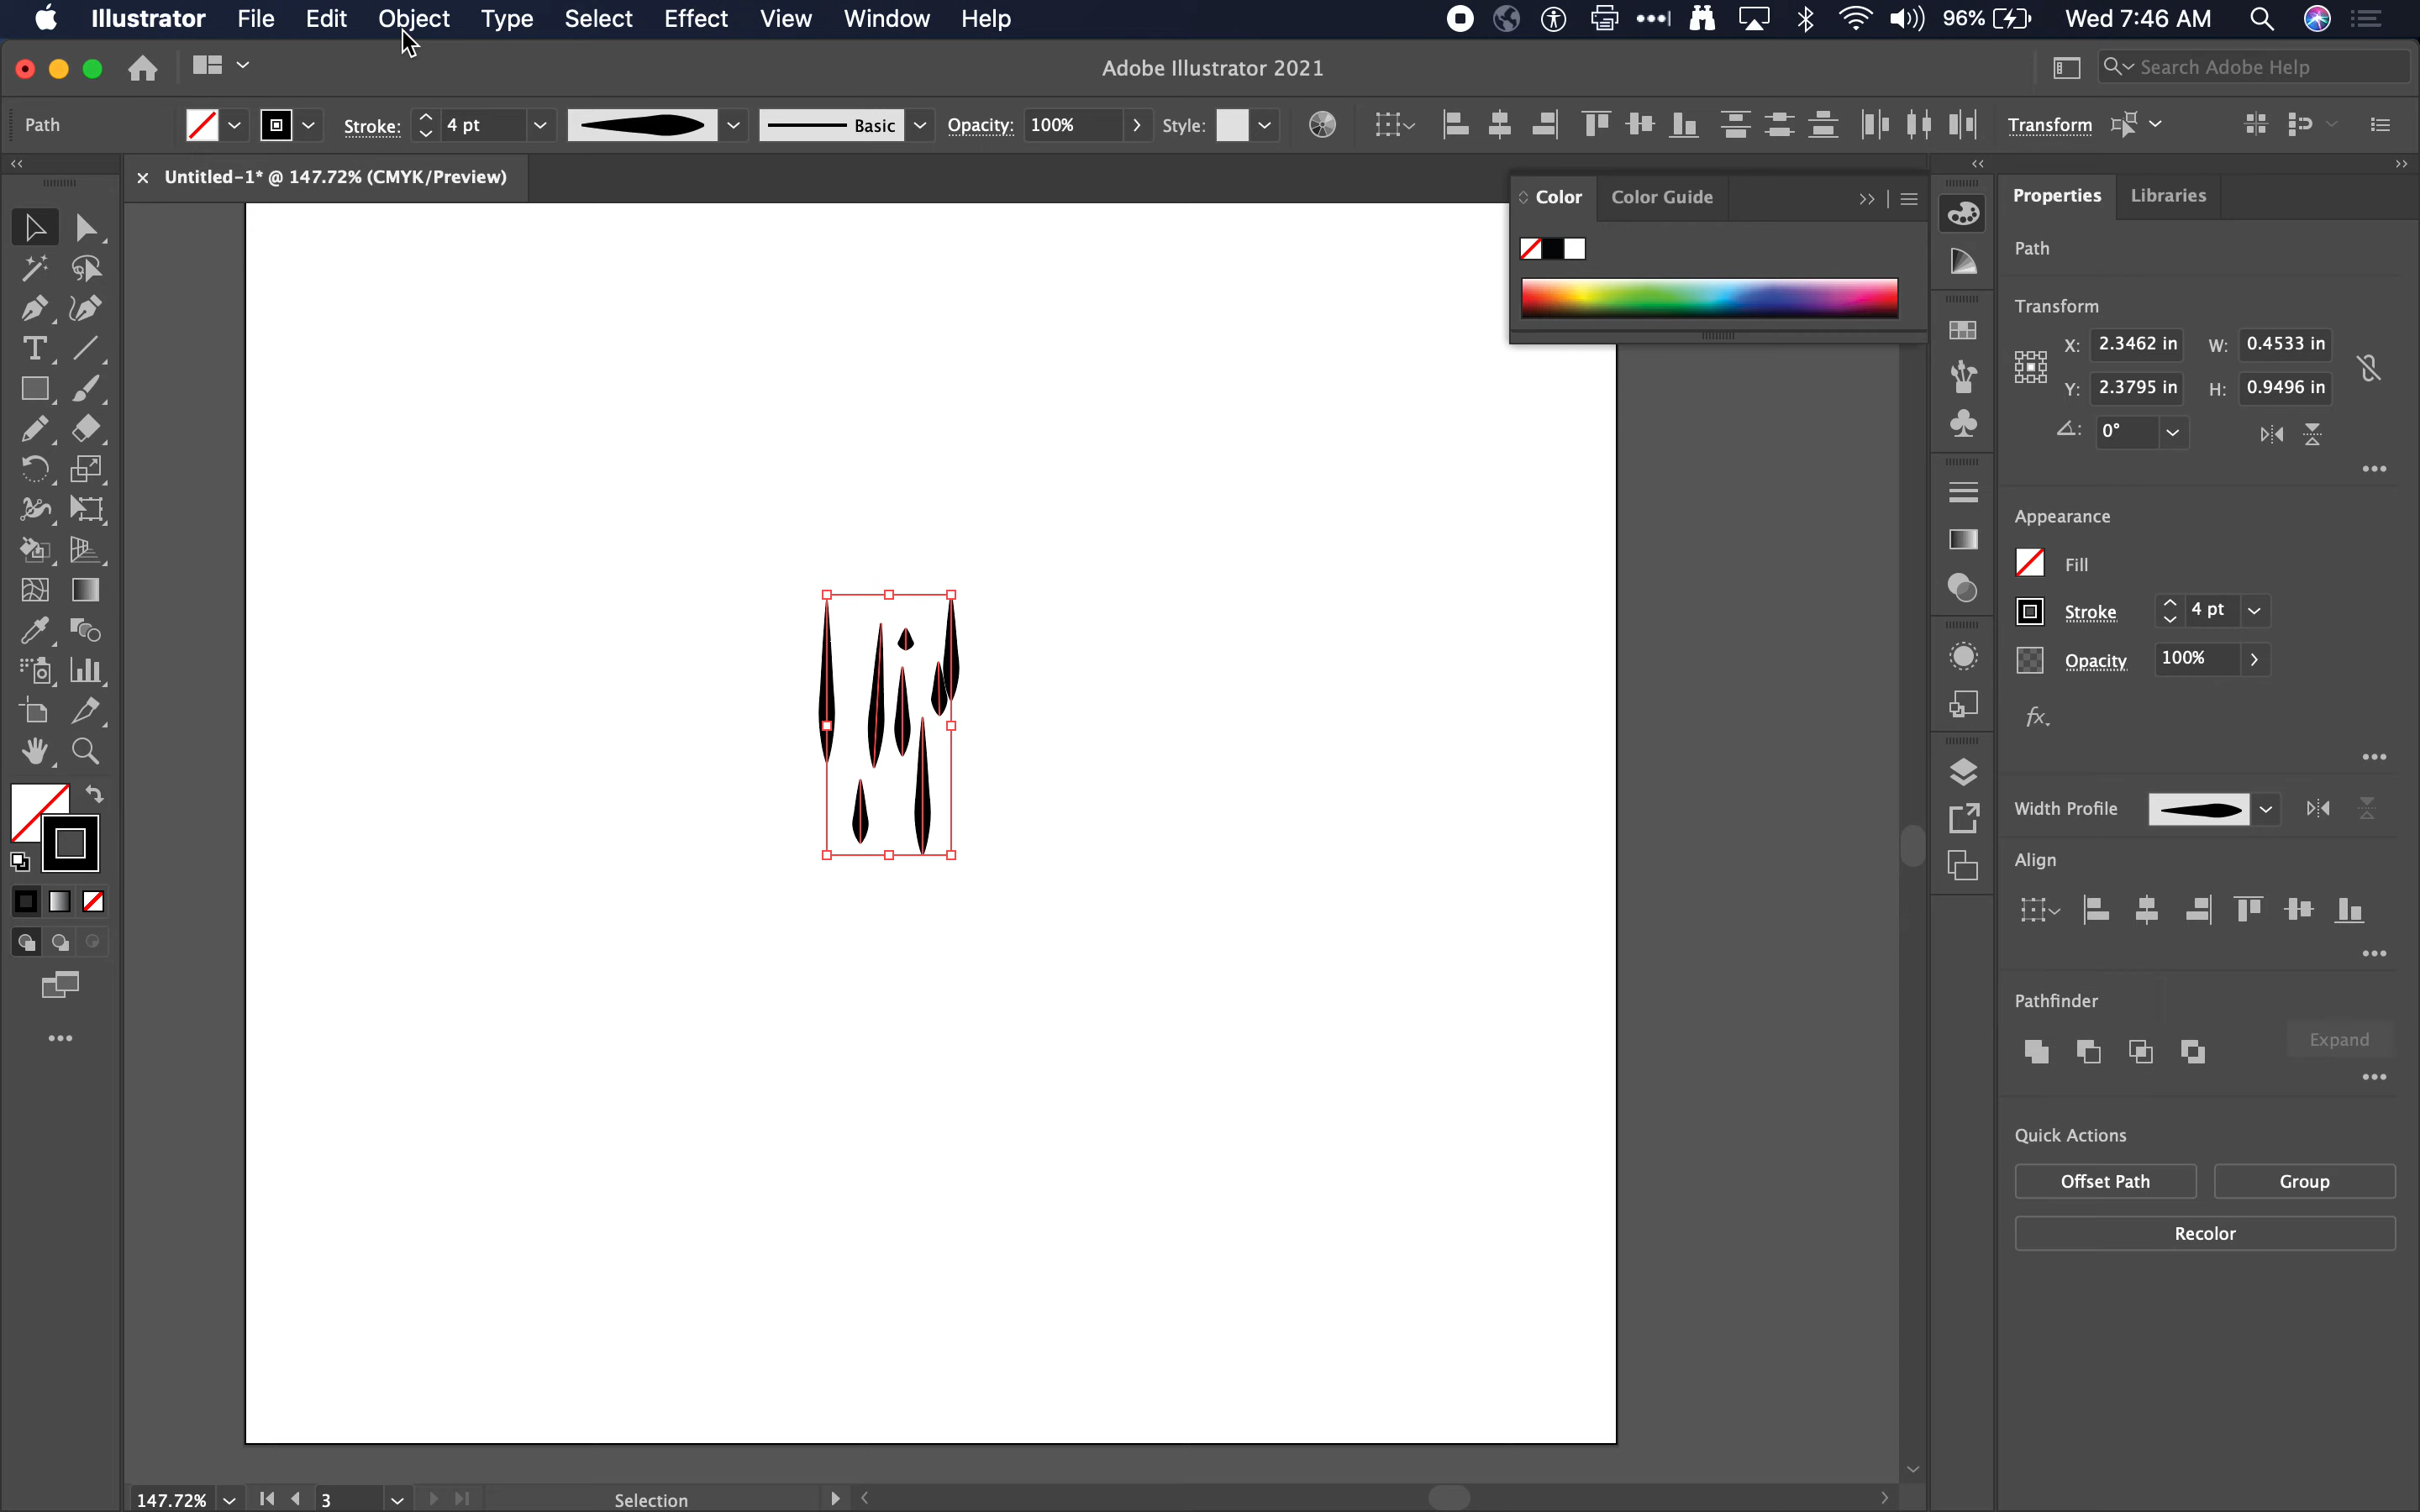 Illustrator File Edit Object Type Select Effect View Window Help 96% Wed 7:46 AM
Adobe Illustrator 2021 Search Adobe Help
Path Stroke: 4 pt Basic Opacity: 100% Style: Transform
× Untitled-1* @ 147.72% (CMYK/Preview)
Color Color Guide
Properties Libraries
Path
Transform
X: 2.3462 in W: 0.4533 in
Y: 2.3795 in H: 0.9496 in
0°
Appearance
Fill
Stroke 4 pt
Opacity 100%
fx.
Width Profile
Align
Pathfinder
Expand
Quick Actions
Offset Path Group
Recolor
147.72% 3 Selection